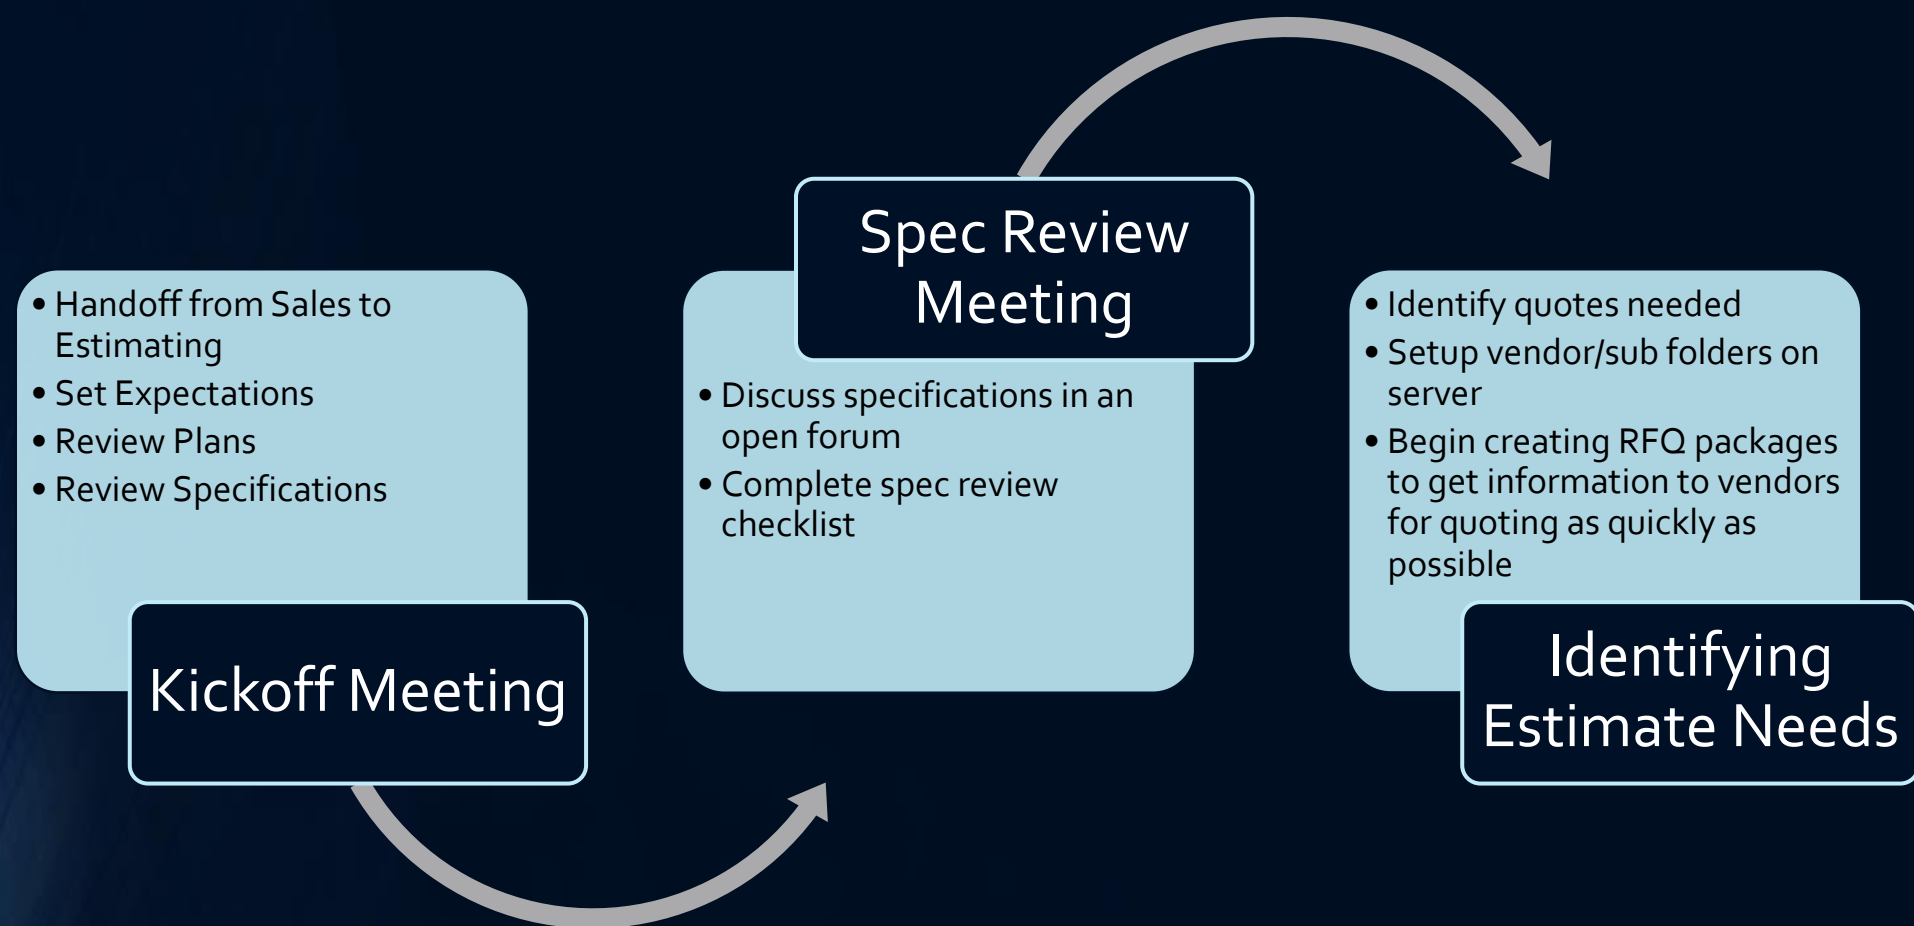 • Handoff from Sales to
Estimating
• Set Expectations
• Review Plans
• Review Specifications
Kickoff Meeting
Spec Review
Meeting
• Discuss specifications in an
open forum
• Complete spec review
checklist
• Identify quotes needed
• Setup vendor/sub folders on
server
• Begin creating RFQ packages
to get information to vendors
for quoting as quickly as
possible
Identifying
Estimate Needs